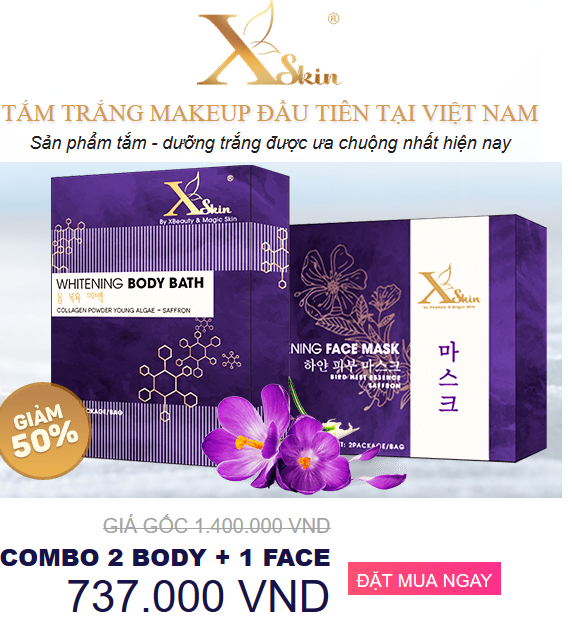 XSkin
®
TẮM TRẮNG MAKEUP ĐẦU TIÊN TẠI VIỆT NAM
Sản phẩm tắm - dưỡng trắng được ưa chuộng nhất hiện nay
XSkin
®
By XBeauty & Magic Skin
WHITENING BODY BATH
몸 목욕 미백
COLLAGEN POWDER YOUNG ALGAE - SAFFRON
PACKAGE/BAG
XSkin
By XBeauty & Magic Skin
NING FACE MASK
하얀 피부 마스크
BIRD NEST ESSENCE
SAFFRON
마스크
T: 2PACKAGE/BAG
GIẢM
50%
GIÁ GỐC 1.400.000 VND
COMBO 2 BODY + 1 FACE
737.000 VND
ĐẶT MUA NGAY